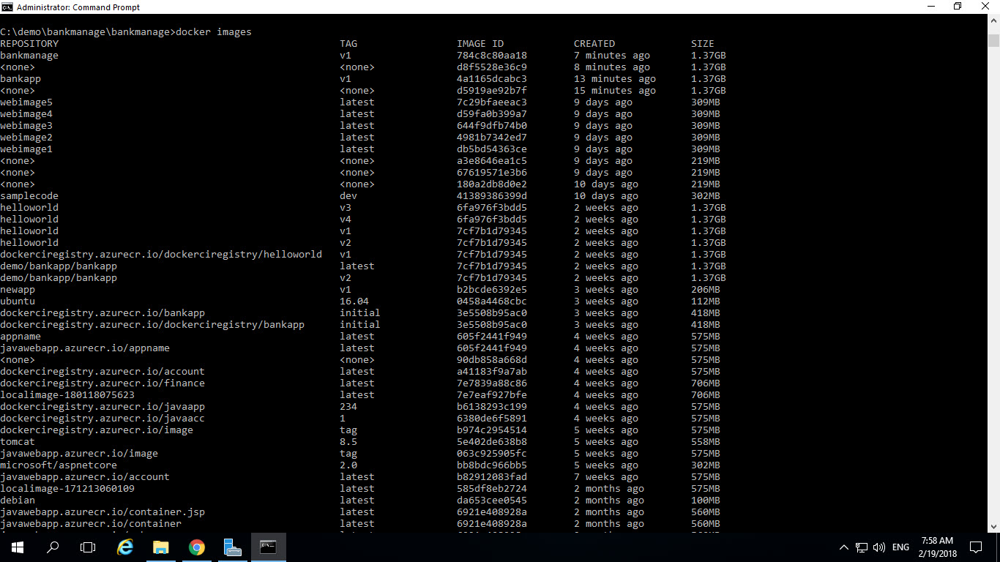 Administrator: Command Prompt
C:\demo\bankmanage\bankmanage>docker images
REPOSITORY TAG IMAGE ID CREATED SIZE
bankmanage v1 784c8c80aa18 7 minutes ago 1.37GB
<none> <none> d8f5528e36c9 8 minutes ago 1.37GB
bankapp v1 4a1165dcabc3 13 minutes ago 1.37GB
<none> <none> d5919ae92b7f 15 minutes ago 1.37GB
webimage5 latest 7c29bfaeeac3 9 days ago 309MB
webimage4 latest d59fa0b399a7 9 days ago 309MB
webimage3 latest 644f9dfb74b0 9 days ago 309MB
webimage2 latest 4981b7342ed7 9 days ago 309MB
webimage1 latest db5bd54363ce 9 days ago 309MB
<none> <none> a3e8646ea1c5 9 days ago 219MB
<none> <none> 67619571e3b6 9 days ago 219MB
<none> <none> 180a2db8d0e2 10 days ago 219MB
samplecode dev 41389386399d 10 days ago 302MB
helloworld v3 6fa976f3bdd5 2 weeks ago 1.37GB
helloworld v4 6fa976f3bdd5 2 weeks ago 1.37GB
helloworld v1 7cf7b1d79345 2 weeks ago 1.37GB
helloworld v2 7cf7b1d79345 2 weeks ago 1.37GB
dockerciregistry.azurecr.io/dockerciregistry/helloworld v1 7cf7b1d79345 2 weeks ago 1.37GB
demo/bankapp/bankapp latest 7cf7b1d79345 2 weeks ago 1.37GB
demo/bankapp/bankapp v2 7cf7b1d79345 2 weeks ago 1.37GB
newapp v1 b2bcde6392e5 3 weeks ago 206MB
ubuntu 16.04 0458a4468cbc 3 weeks ago 112MB
dockerciregistry.azurecr.io/bankapp initial 3e5508b95ac0 3 weeks ago 418MB
dockerciregistry.azurecr.io/dockerciregistry/bankapp initial 3e5508b95ac0 3 weeks ago 418MB
appname latest 605f2441f949 4 weeks ago 575MB
javawebapp.azurecr.io/appname latest 605f2441f949 4 weeks ago 575MB
<none> <none> 90db858a668d 4 weeks ago 575MB
dockerciregistry.azurecr.io/account latest a41183f9a7ab 4 weeks ago 575MB
dockerciregistry.azurecr.io/finance latest 7e7839a88c86 4 weeks ago 706MB
localimage-180118075623 latest 7e7eaf927bfe 4 weeks ago 706MB
dockerciregistry.azurecr.io/javaapp 234 b6138293c199 4 weeks ago 575MB
dockerciregistry.azurecr.io/javaacc 1 6380de6f5891 4 weeks ago 575MB
dockerciregistry.azurecr.io/image tag b974c2954514 5 weeks ago 575MB
tomcat 8.5 5e402de638b8 5 weeks ago 558MB
javawebapp.azurecr.io/image tag 063c925905fc 5 weeks ago 575MB
microsoft/aspnetcore 2.0 bb8bdc966bb5 5 weeks ago 302MB
javawebapp.azurecr.io/account latest b82912083fad 7 weeks ago 575MB
localimage-171213060109 latest 585df8eb2724 2 months ago 575MB
debian latest da653cee0545 2 months ago 100MB
javawebapp.azurecr.io/container.jsp latest 6921e408928a 2 months ago 560MB
javawebapp.azurecr.io/container latest 6921e408928a 2 months ago 560MB
ENG
7:58 AM
2/19/2018